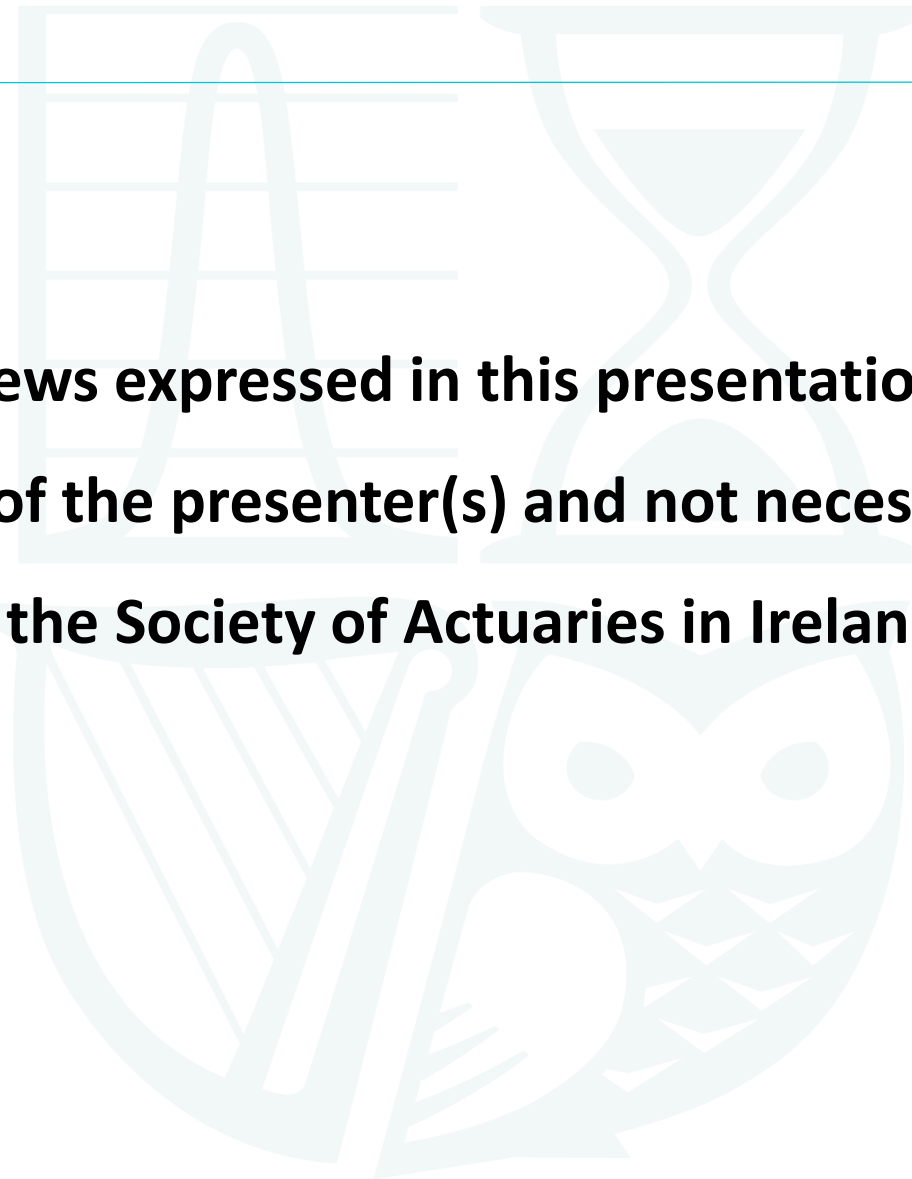 ews expressed in this presentatio
of the presenter(s) and not neces
the Society of Actuaries in Irelan